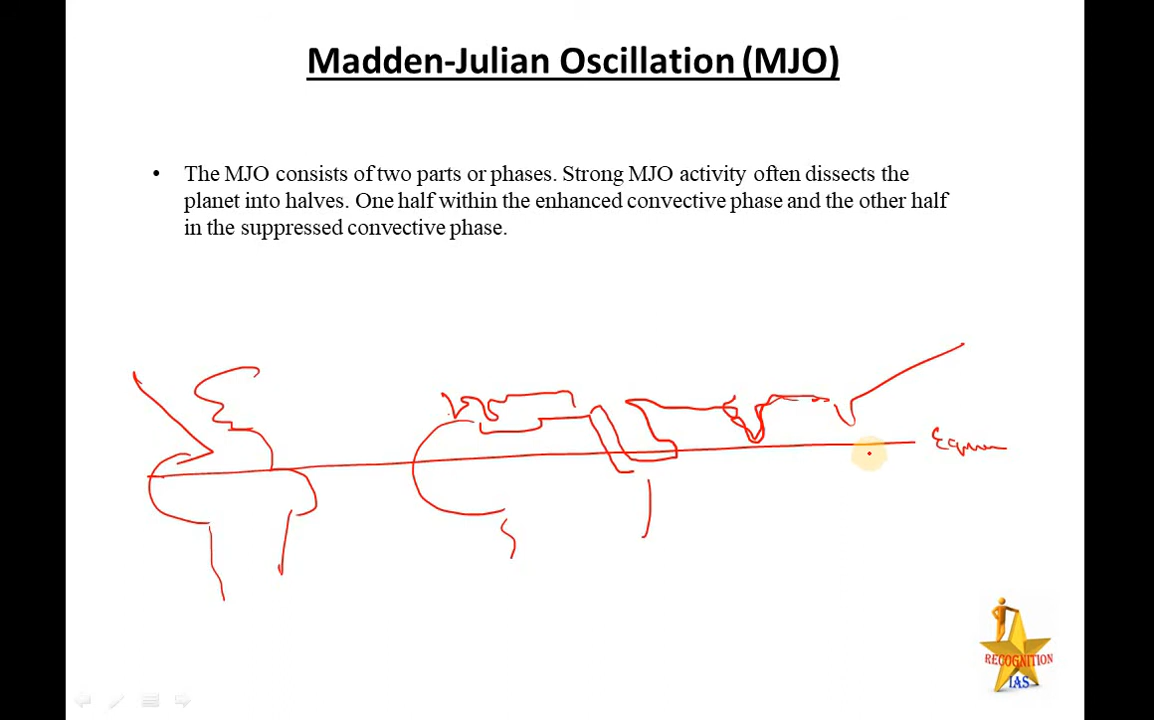 Madden-Julian Oscillation (MJO)
• The MJO consists of two parts or phases. Strong MJO activity often dissects the
planet into halves. One half within the enhanced convective phase and the other half
in the suppressed convective phase.
RECOGNITION
IAS